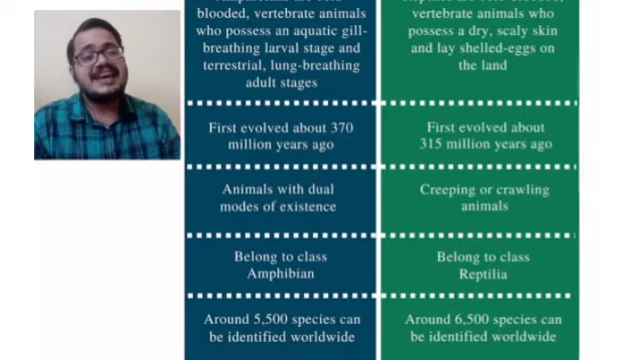 blooded, vertebrate animals
who possess an aquatic gill-
breathing larval stage and
terrestrial, lung-breathing
adult stages
vertebrate animals who
possess a dry, scaly skin
and lay shelled-eggs on
the land
First evolved about 370
million years ago
First evolved about
315 million years ago
Animals with dual
modes of existence
Creeping or crawling
animals
Belong to class
Amphibian
Belong to class
Reptilia
Around 5,500 species can
be identified worldwide
Around 6,500 species can
be identified worldwide